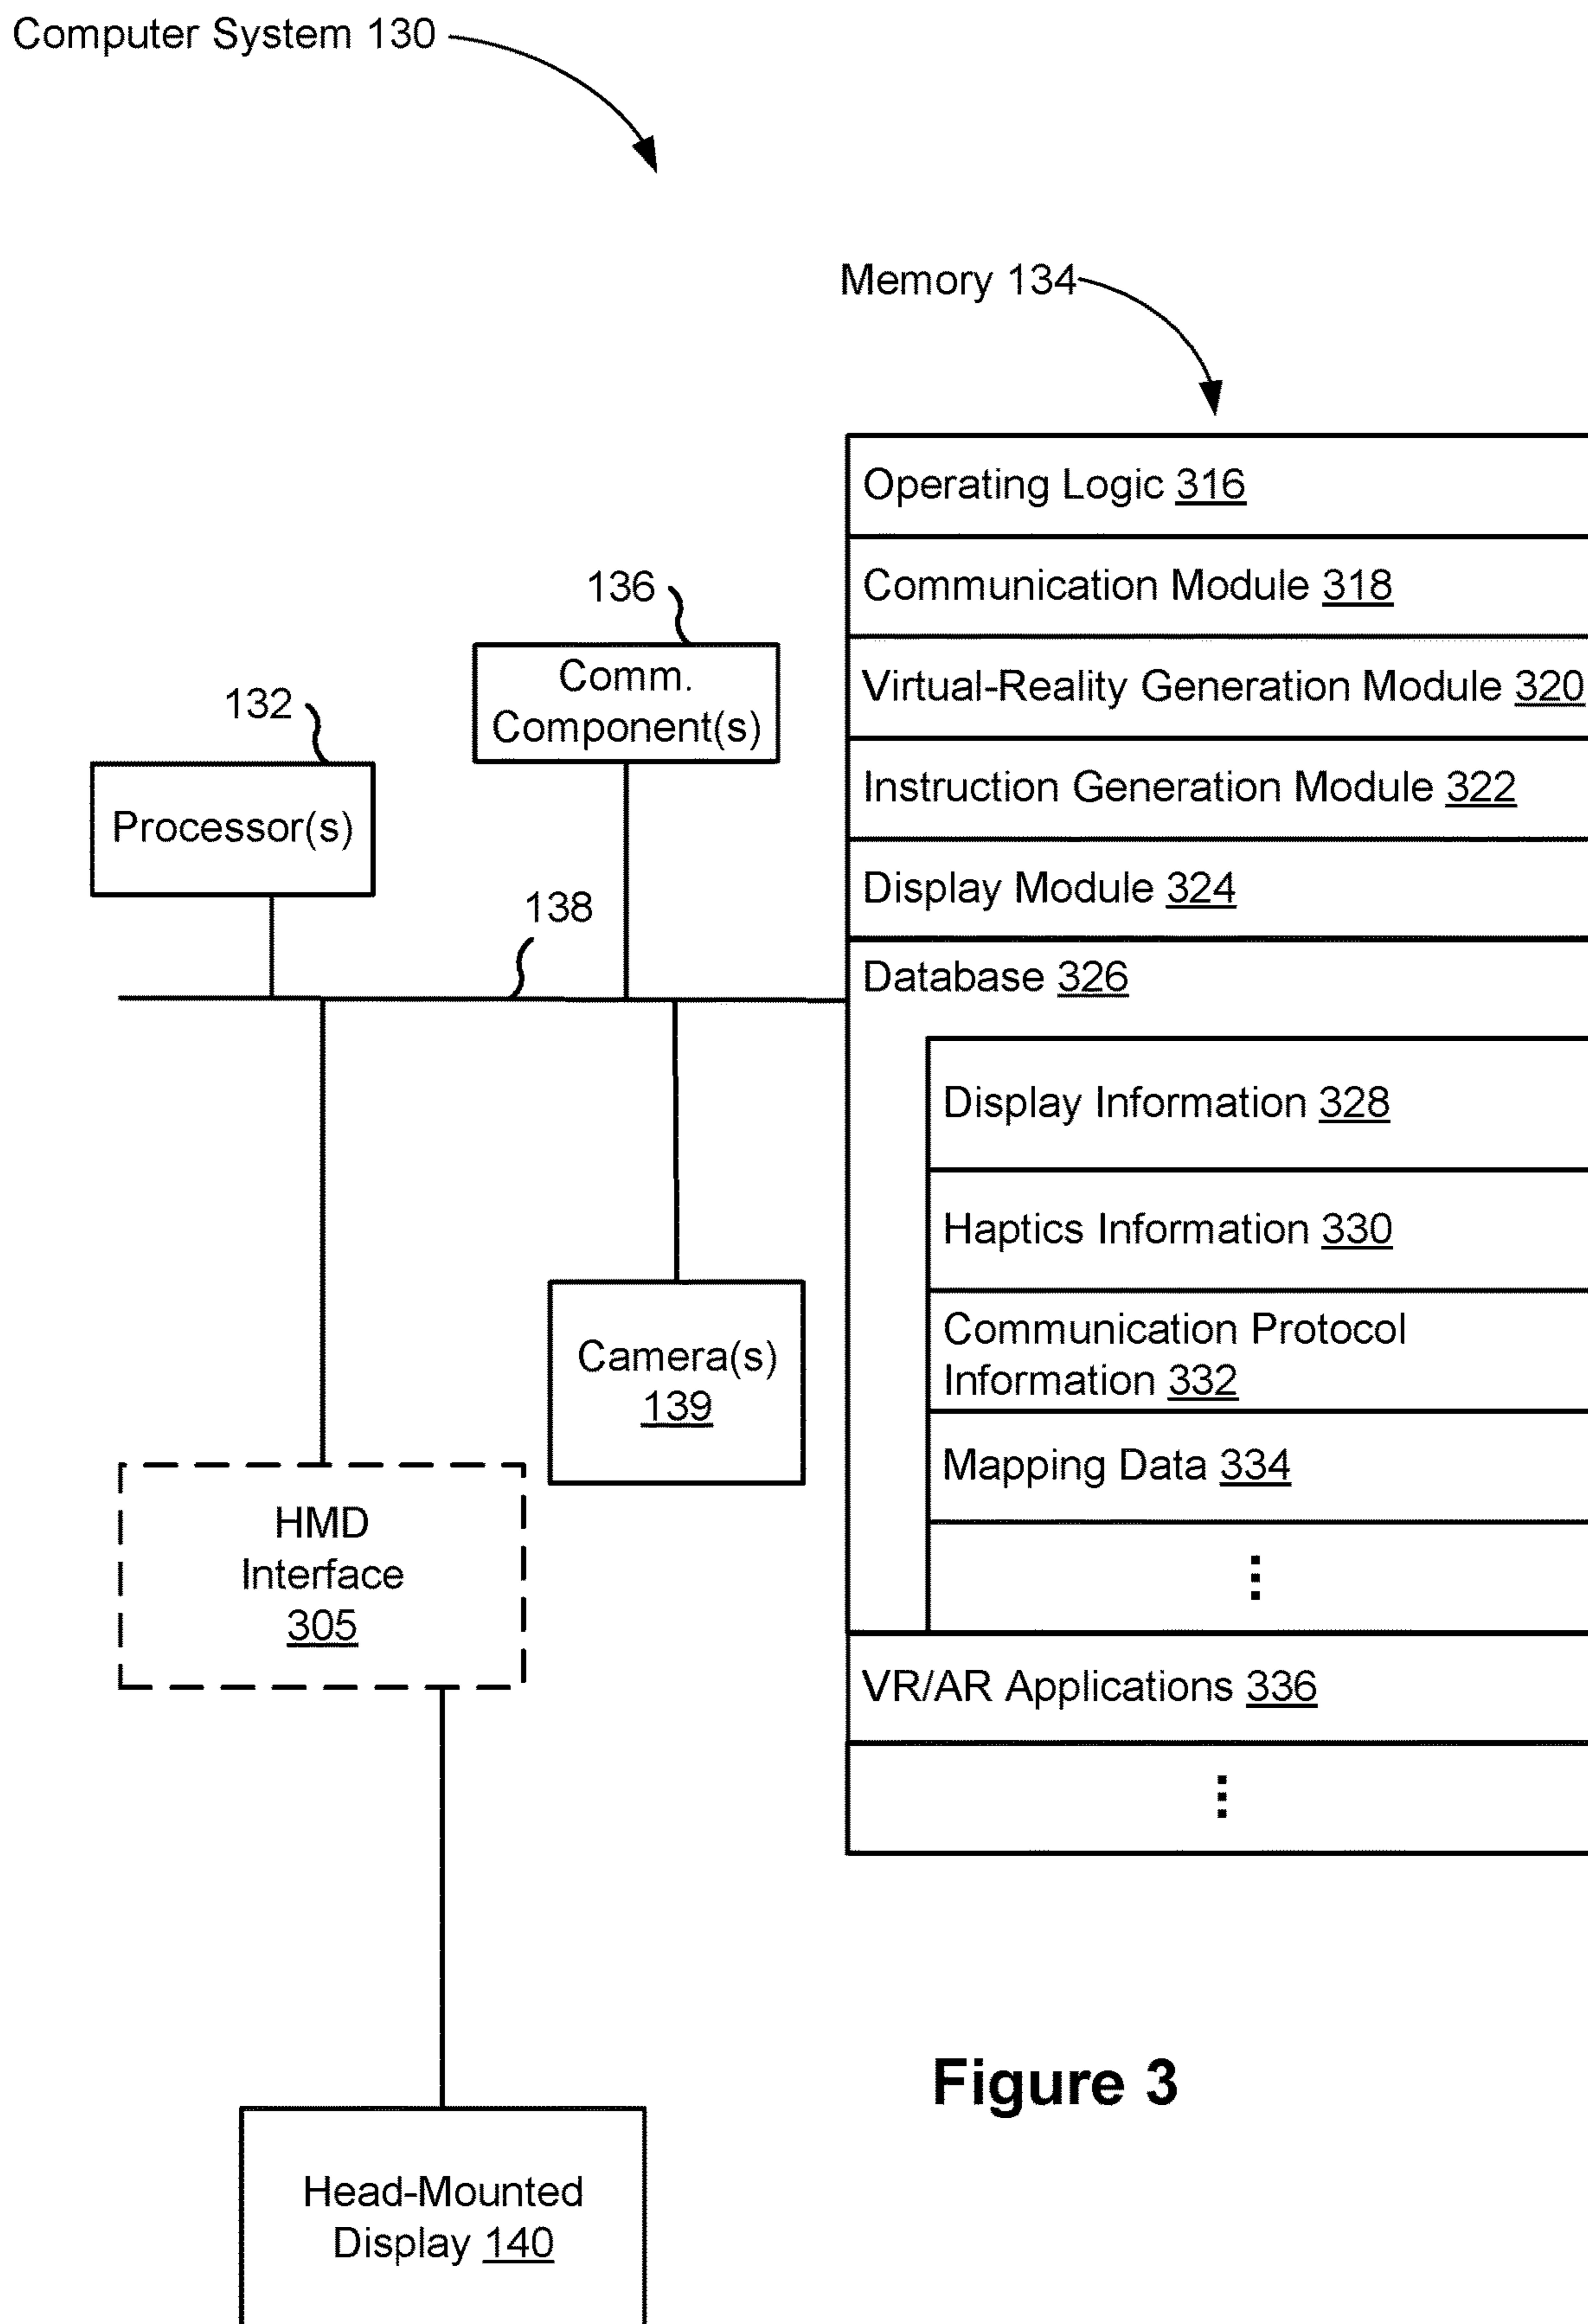 Computer System 130
Memory 134
Operating Logic 316
Communication Module 318
Virtual-Reality Generation Module 320
Instruction Generation Module 322
Display Module 324
Database 326
Display Information 328
Haptics Information 330
Communication Protocol
Information 332
Mapping Data 334
VR/AR Applications 336
136
Comm.
Component(s)
132
Processor(s)
138
Camera(s)
139
HMD
Interface
305
Head-Mounted
Display 140
Figure 3